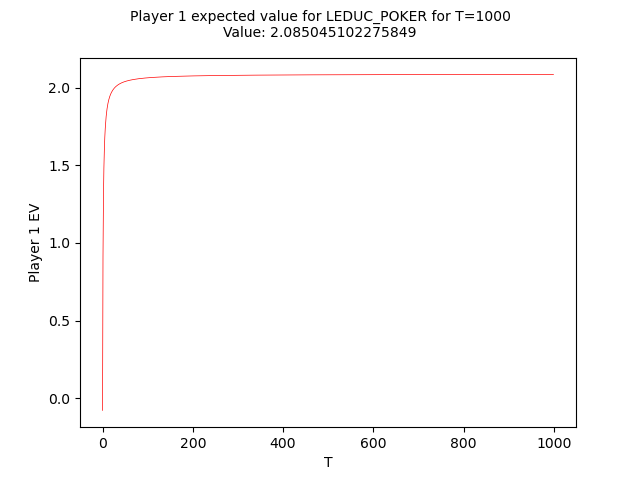 Player 1 expected value for LEDUC_POKER for T=1000
Value: 2.085045102275849
2.0
1.5
1.0
0.5
0.0
Player 1 EV
0 200 400 600 800 1000
T